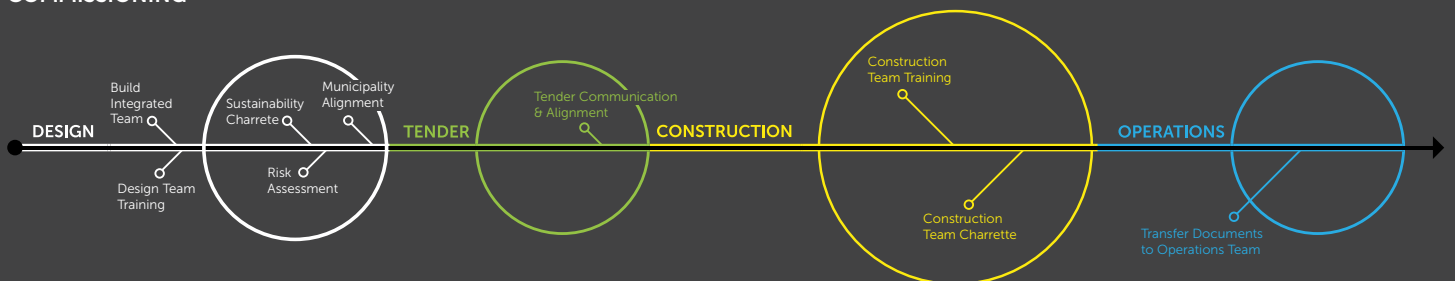 COMMISSIONING
DESIGN
Build
Integrated
Team
Design Team
Training
Sustainability
Charrete
Risk
Assessment
Municipality
Alignment
TENDER
Tender Communication
& Alignment
CONSTRUCTION
Construction
Team Training
Construction
Team Charrette
OPERATIONS
Transfer Documents
to Operations Team